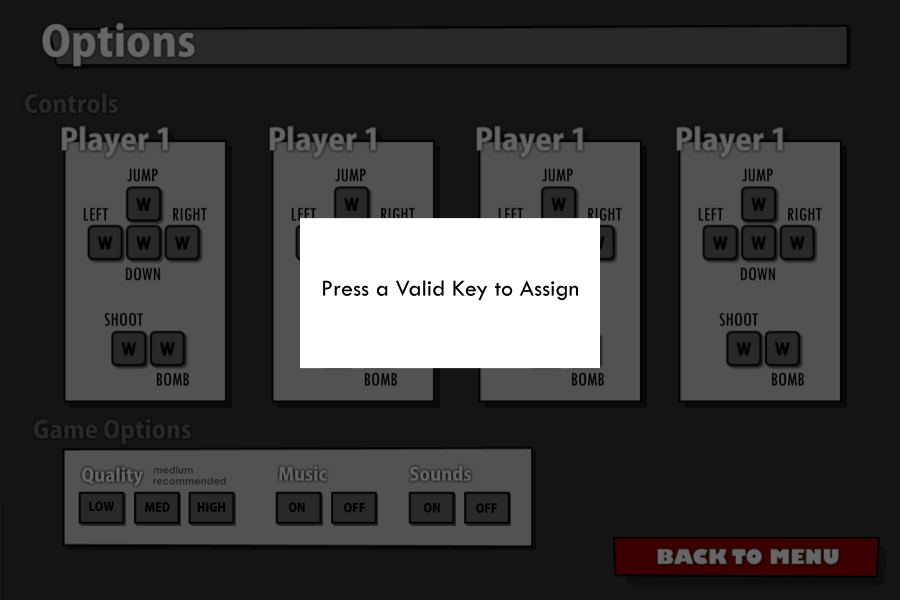 Options
Controls
Player 1 Player 1 Player 1 Player 1
JUMP JUMP JUMP JUMP
W W W W
LEFT RIGHT LEFT RIGHT LEFT RIGHT LEFT RIGHT
W W W W W W W
DOWN DOWN
Press a Valid Key to Assign
SHOOT SHOOT
W W W W
BOMB BOMB BOMB BOMB
Game Options
Quality medium recommended Music Sounds
LOW MED HIGH ON OFF ON OFF
BACK TO MENU